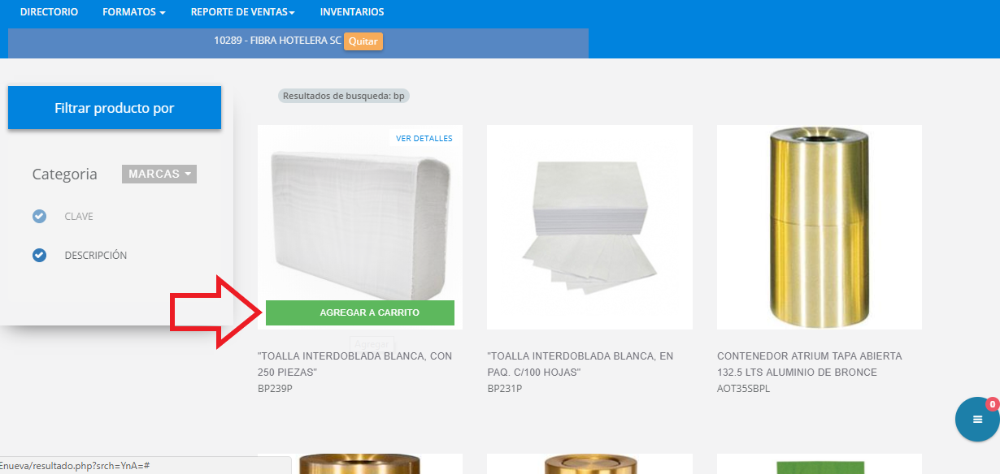 DIRECTORIO FORMATOS REPORTE DE VENTAS INVENTARIOS
10289 - FIBRA HOTELERA SC Quitar
Filtrar producto por
Resultados de busqueda: bp
VER DETALLES
Categoria MARCAS
CLAVE
DESCRIPCIÓN
AGREGAR A CARRITO
Agregar
"TOALLA INTERDOBLADA BLANCA, CON
250 PIEZAS"
BP239P
"TOALLA INTERDOBLADA BLANCA, EN
PAQ. C/100 HOJAS"
BP231P
CONTENEDOR ATRIUM TAPA ABIERTA
132.5 LTS ALUMINIO DE BRONCE
AOT35SBPL
0
Enueva/resultado.php?srch=YnA=#